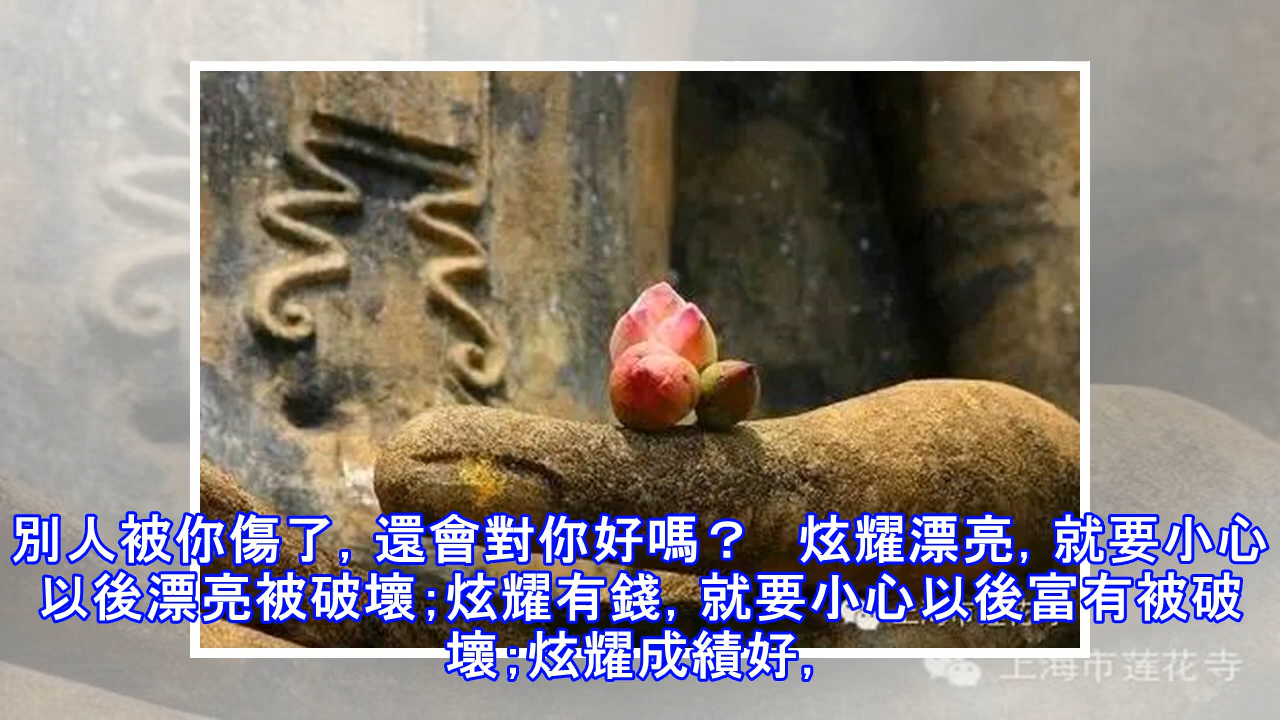 別人被你傷了,還會對你好嗎？　炫耀漂亮,就要小心
以後漂亮被破壞;炫耀有錢,就要小心以後富有被破
壞;炫耀成績好,
上海市莲花寺